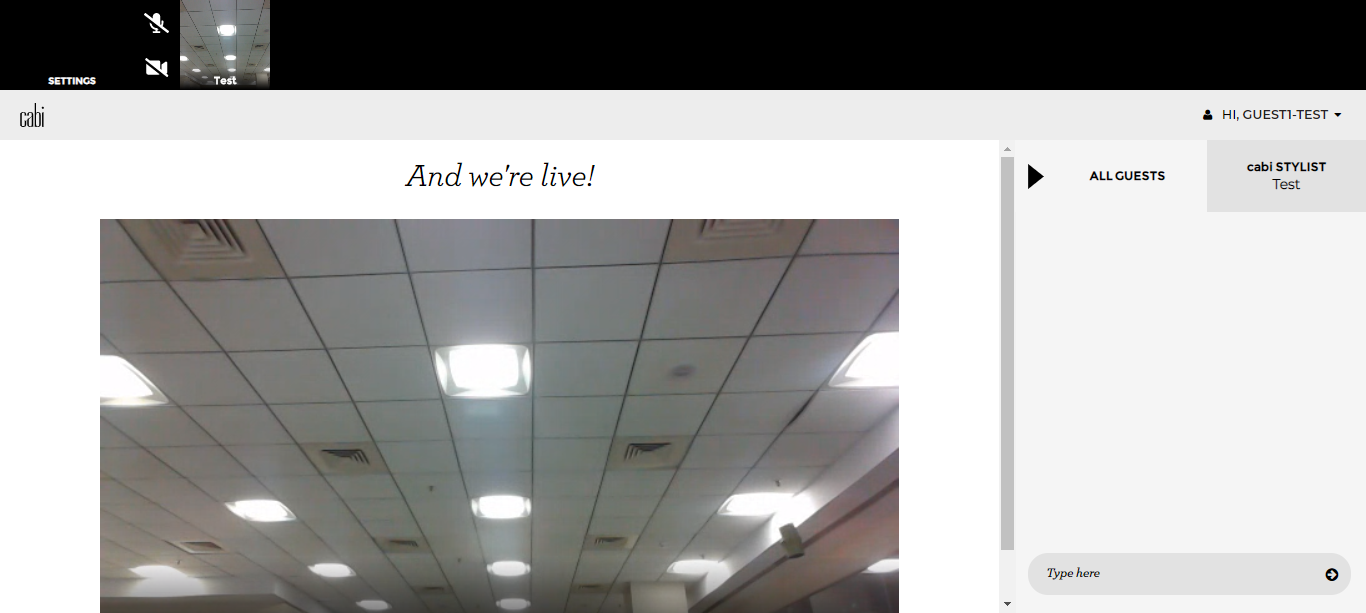 SETTINGS
Test
cabi
HI, GUEST1-TEST
And we're live!
ALL GUESTS
cabi STYLIST
Test
Type here